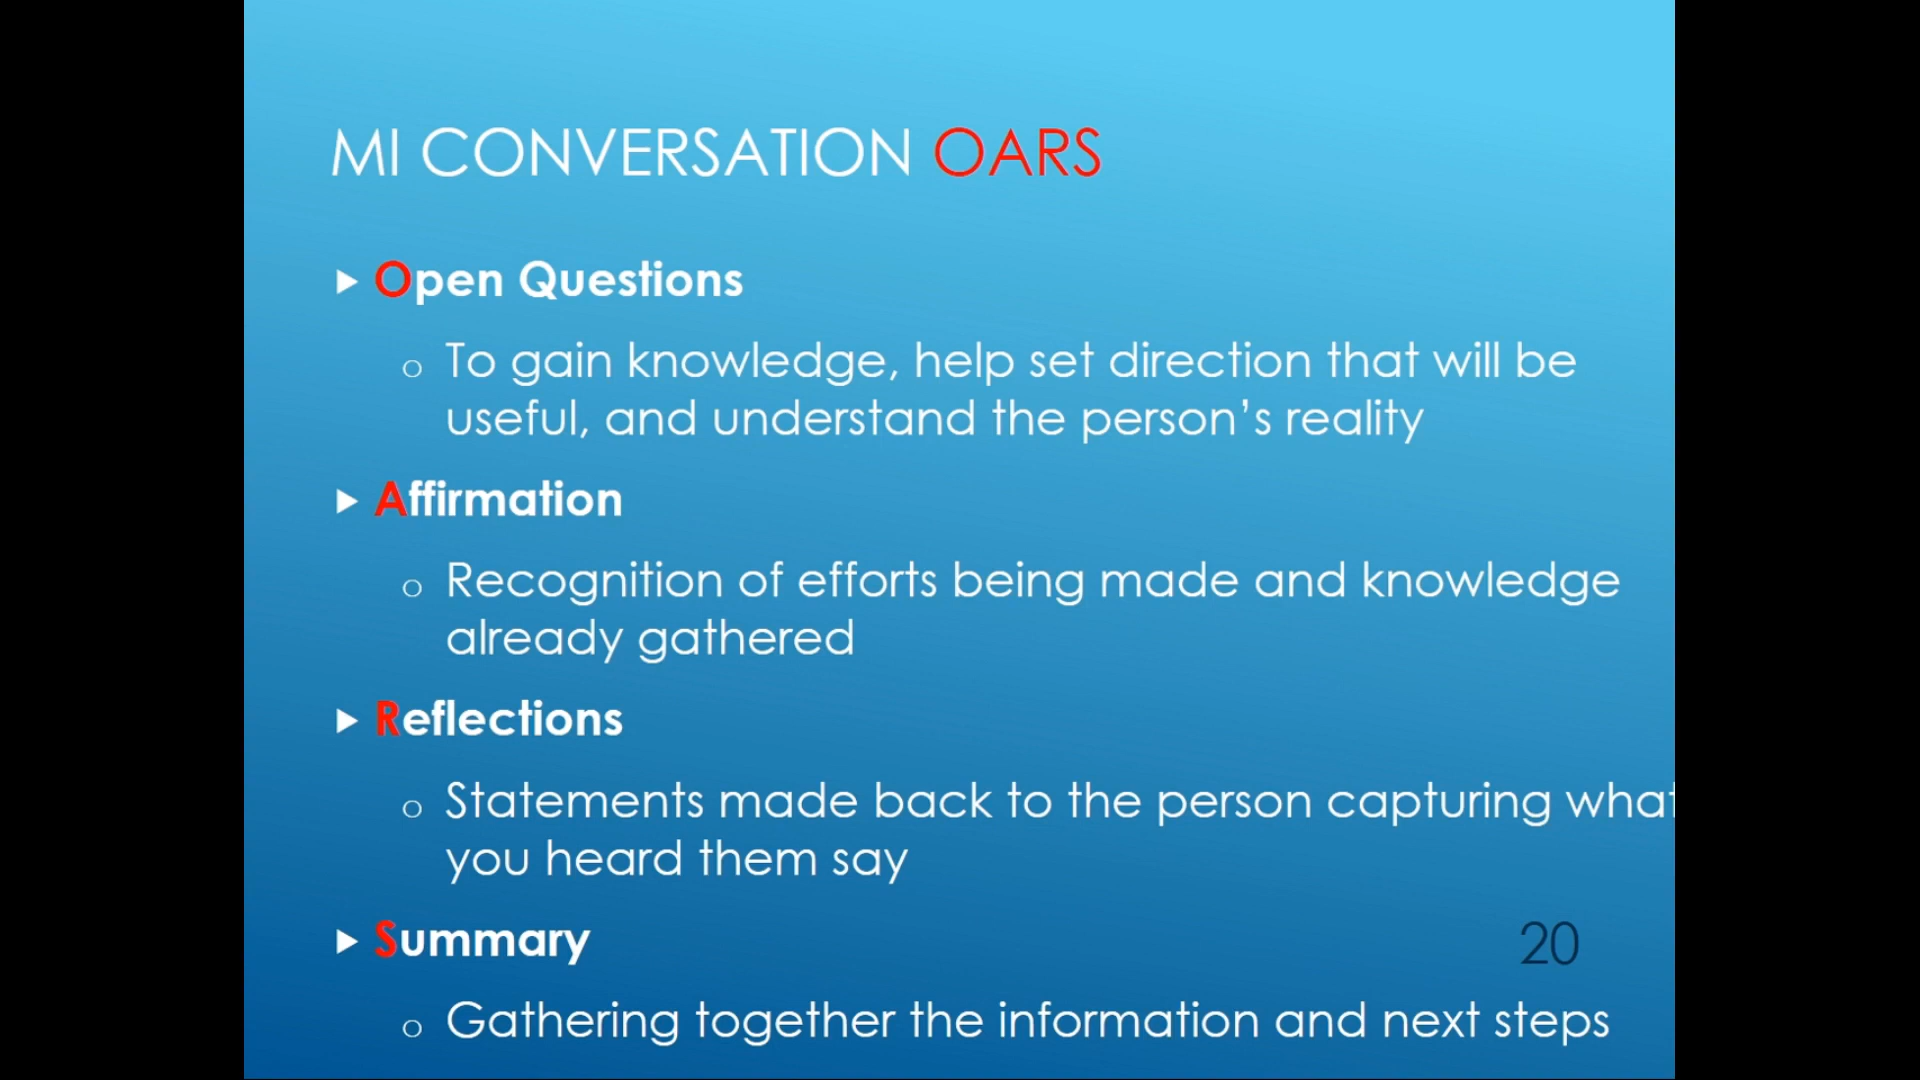 MI CONVERSATION OARS
Open Questions
To gain knowledge, help set direction that will be
useful, and understand the person’s reality
Affirmation
Recognition of efforts being made and knowledge
already gathered
Reflections
Statements made back to the person capturing what
you heard them say
Summary
20
Gathering together the information and next steps